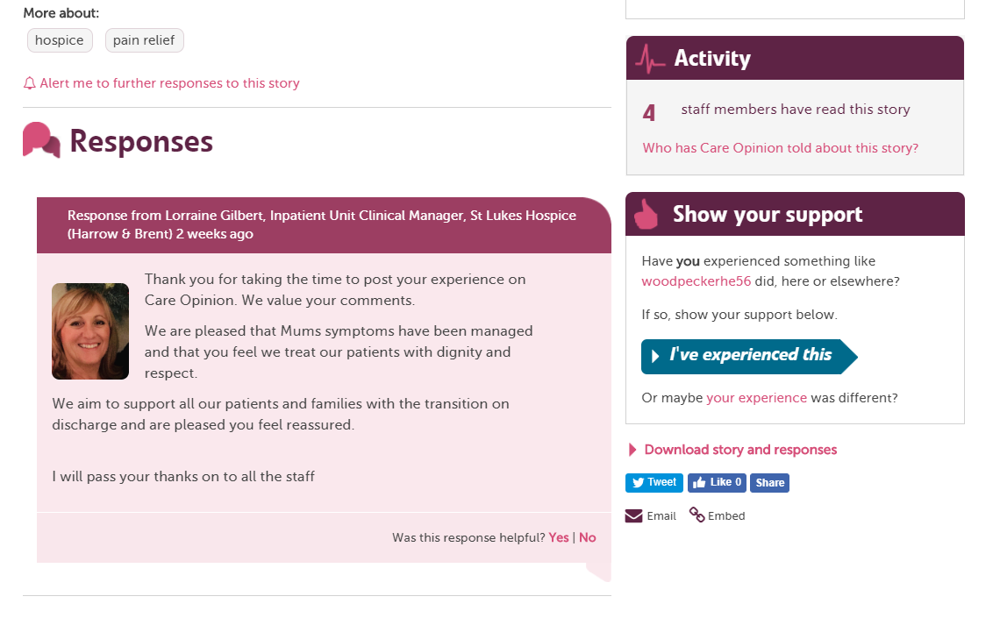 More about:
hospice
pain relief
Alert me to further responses to this story
Responses
Response from Lorraine Gilbert, Inpatient Unit Clinical Manager, St Lukes Hospice
(Harrow & Brent) 2 weeks ago
Thank you for taking the time to post your experience on
Care Opinion. We value your comments.
We are pleased that Mums symptoms have been managed
and that you feel we treat our patients with dignity and
respect.
We aim to support all our patients and families with the transition on
discharge and are pleased you feel reassured.
I will pass your thanks on to all the staff
Was this response helpful? Yes | No
Activity
4 staff members have read this story
Who has Care Opinion told about this story?
Show your support
Have you experienced something like
woodpeckerhe56 did, here or elsewhere?
If so, show your support below.
I've experienced this
Or maybe your experience was different?
Download story and responses
Tweet
Like 0
Share
Email
Embed